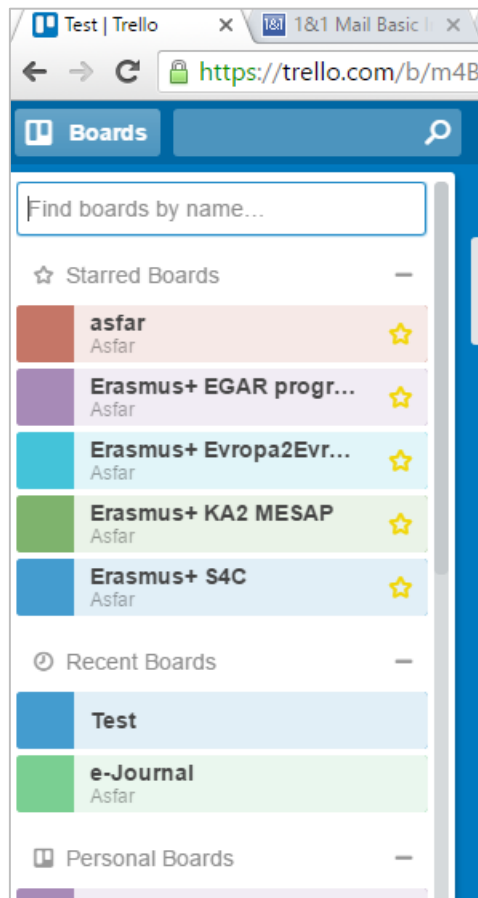 Test | Trello
1&1 Mail Basic
https://trello.com/b/m4B
Boards
Find boards by name...
Starred Boards
asfar
Asfar
Erasmus+ EGAR progr...
Asfar
Erasmus+ Evropa2Evr...
Asfar
Erasmus+ KA2 MESAP
Asfar
Erasmus+ S4C
Asfar
Recent Boards
Test
e-Journal
Asfar
Personal Boards